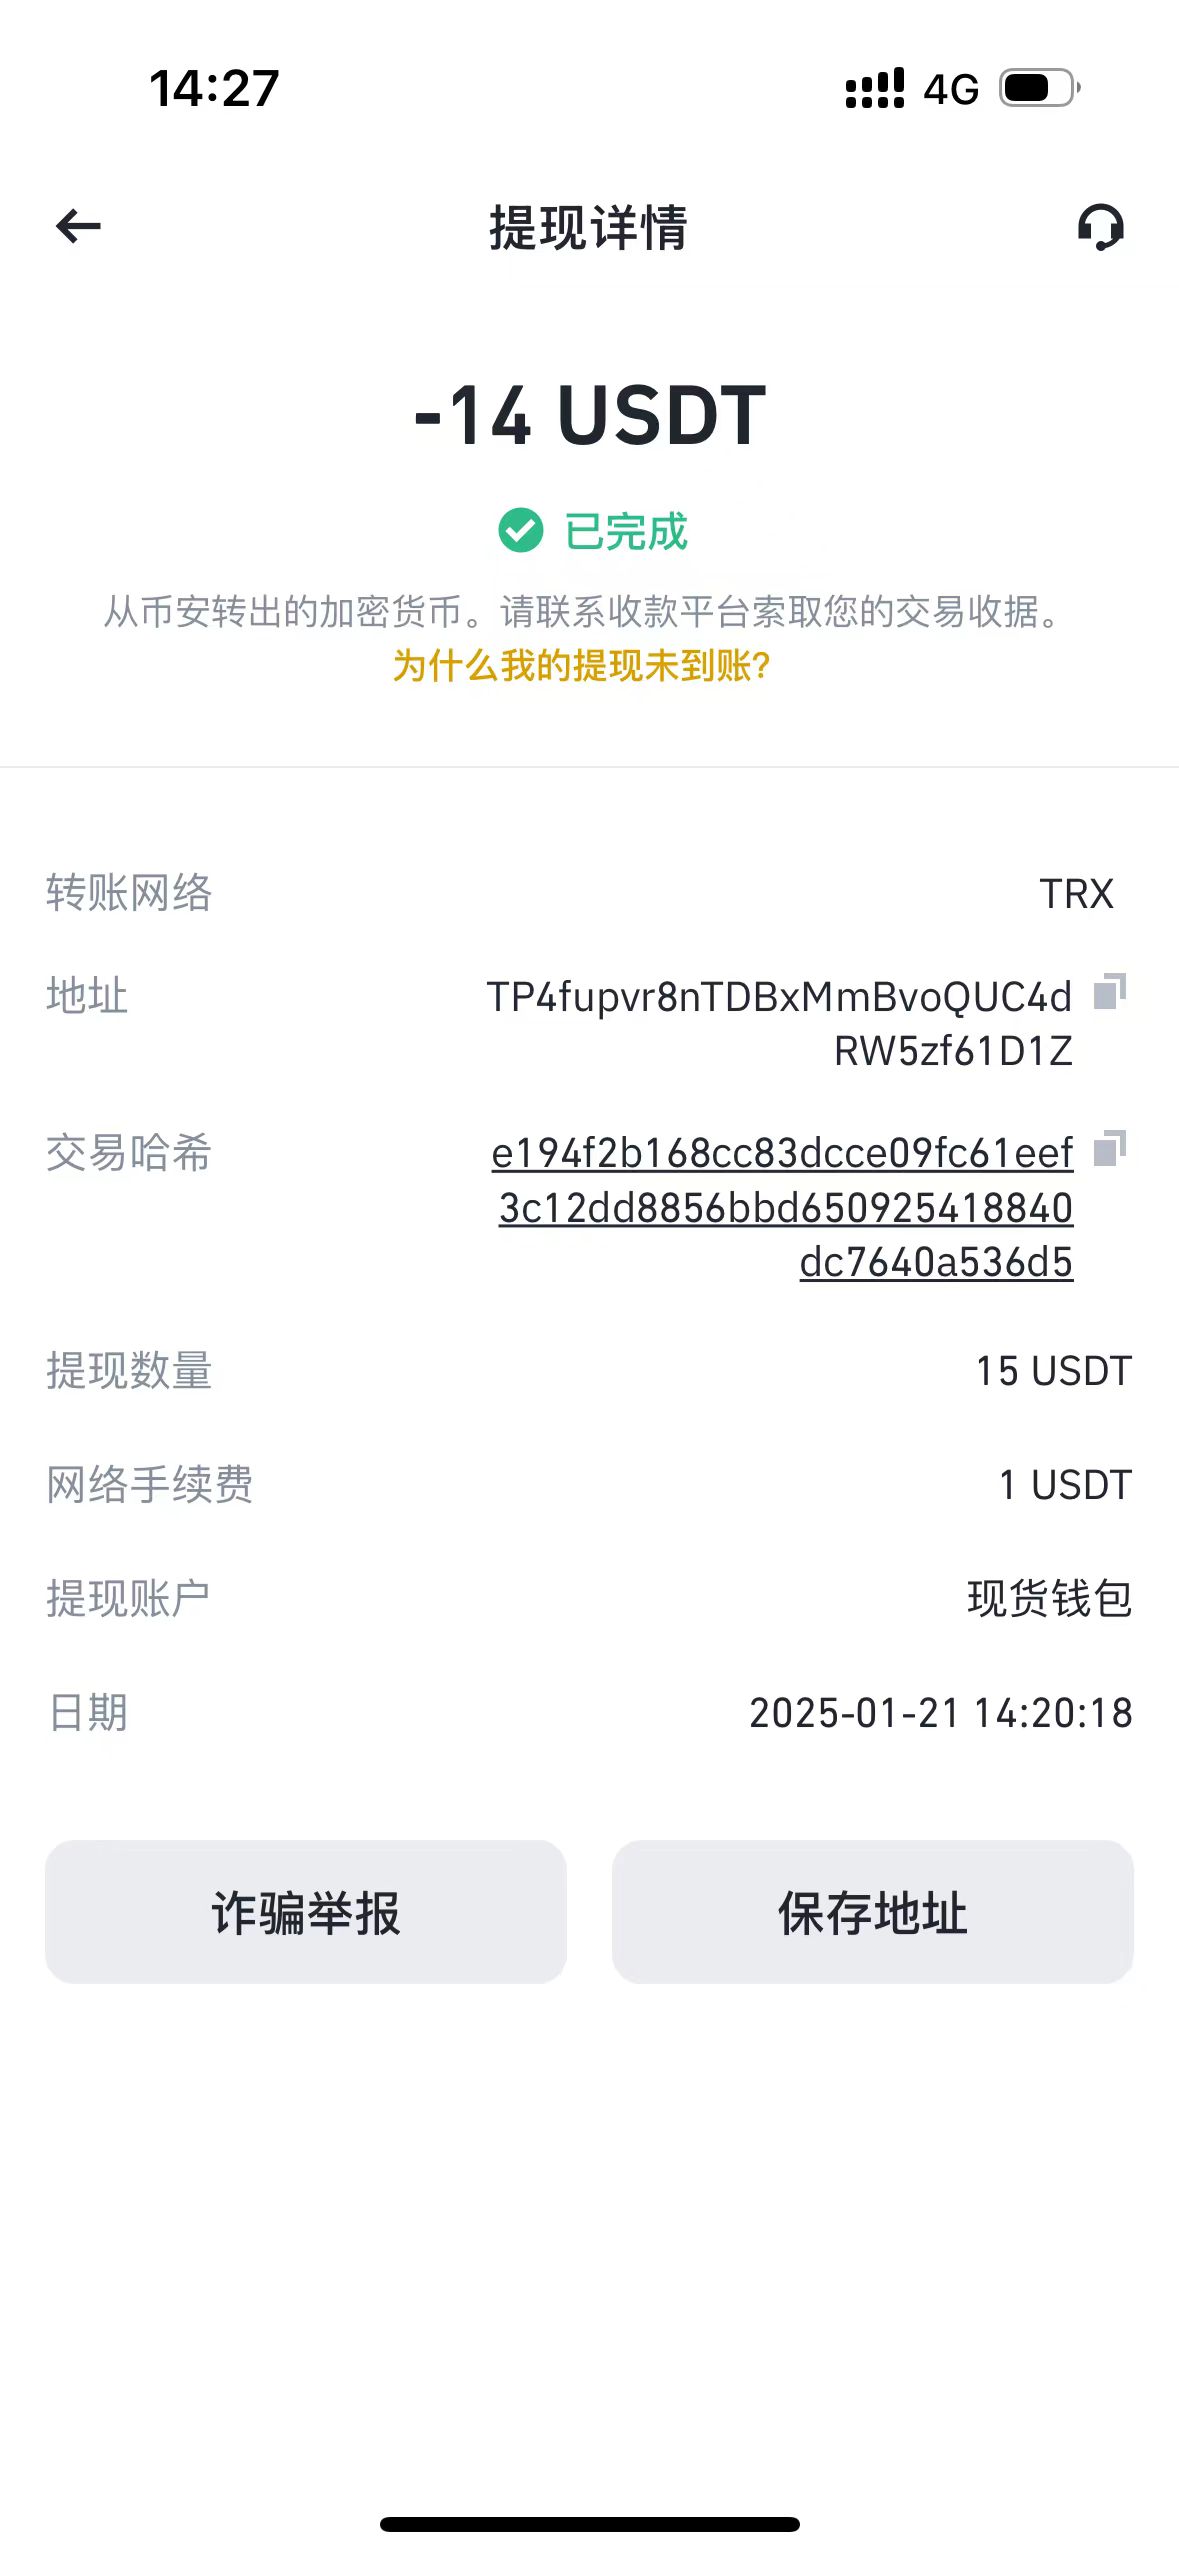 14:27
4G
提现详情
-14 USDT
已完成
从币安转出的加密货币。请联系收款平台索取您的交易收据。
为什么我的提现未到账?
转账网络
TRX
地址
TP4fupvr8nTDBxMmBvoQUC4d
RW5zf61D1Z
交易哈希
e194f2b168cc83dcce09fc61eef
3c12dd8856bbd650925418840
dc7640a536d5
提现数量
15 USDT
网络手续费
1 USDT
提现账户
现货钱包
日期
2025-01-21 14:20:18
诈骗举报
保存地址